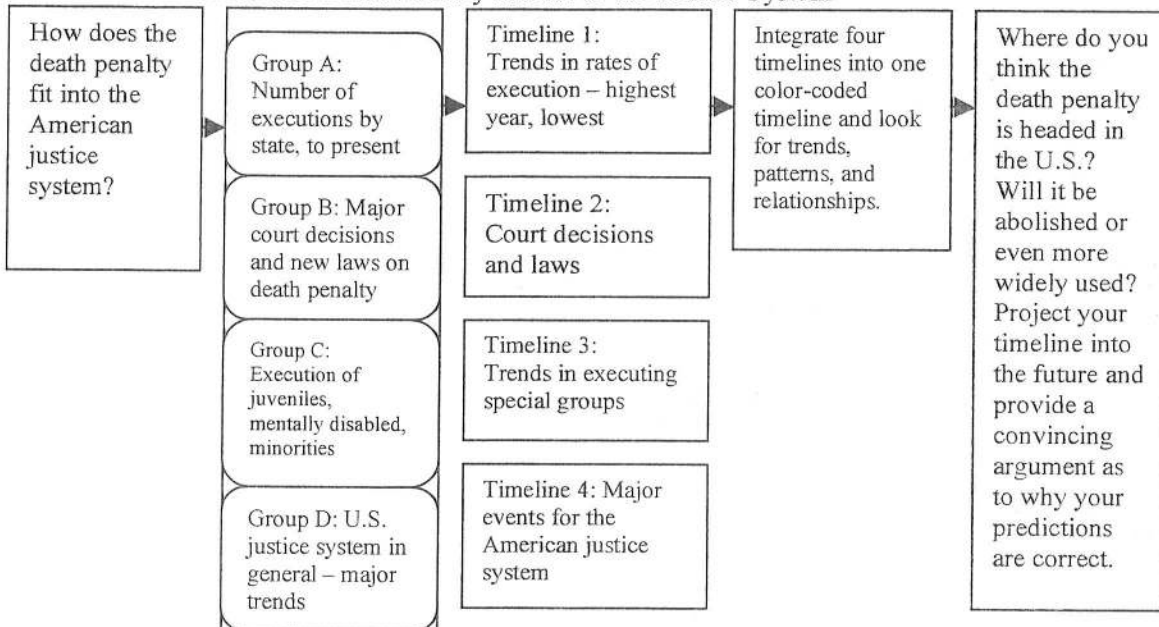 How does the
death penalty
fit into the
American
justice
system?
Group A:
Number of
executions by
state, to present
Group B: Major
court decisions
and new laws on
death penalty
Group C:
Execution of
juveniles,
mentally disabled,
minorities
Group D: U.S.
justice system in
general – major
trends
Timeline 1:
Trends in rates of
execution – highest
year, lowest
Timeline 2:
Court decisions
and laws
Timeline 3:
Trends in executing
special groups
Timeline 4: Major
events for the
American justice
system
Integrate four
timelines into one
color-coded
timeline and look
for trends,
patterns, and
relationships.
Where do you
think the
death penalty
is headed in
the U.S.?
Will it be
abolished or
even more
widely used?
Project your
timeline into
the future and
provide a
convincing
argument as
to why your
predictions
are correct.